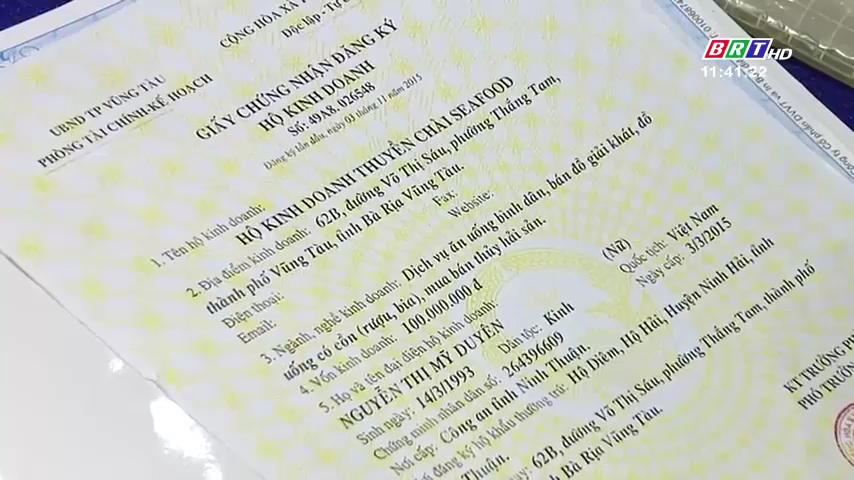 BRT HD
11:41:22
UBND TP VŨNG TÀU
PHÒNG TÀI CHÍNH-KẾ HOẠCH
CỘNG HÒA XÃ
Độc lập - Tự
GIẤY CHỨNG NHẬN ĐĂNG KÝ
HỘ KINH DOANH
Số: 49A8.026548
Đăng ký lần đầu, ngày 03 tháng 11 năm 2015
1. Tên hộ kinh doanh:
HỘ KINH DOANH THUYỀN CHÀI SEAFOOD
2. Địa điểm kinh doanh: 62B, đường Võ Thị Sáu, phường Thắng Tam,
thành phố Vũng Tàu, tỉnh Bà Rịa Vũng Tàu.
Điện thoại: Fax:
Email: Website:
3. Ngành, nghề kinh doanh: Dịch vụ ăn uống bình dân, bán đồ giải khát, đồ
uống có cồn (rượu, bia), mua bán thủy hải sản.
4. Vốn kinh doanh: 100.000.000 đ
5. Họ và tên đại diện hộ kinh doanh:
NGUYỄN THỊ MỸ DUYÊN (Nữ)
Sinh ngày: 14/3/1993 Dân tộc: Kinh Quốc tịch: Việt Nam
Chứng minh nhân dân số: 264396609 Ngày cấp: 3/3/2015
Nơi cấp: Công an tỉnh Ninh Thuận.
đăng ký hộ khẩu thường trú: Hộ Diêm, Hộ Hải, Huyện Ninh Hải, tỉnh
Thuận.
nay: 62B, đường Võ Thị Sáu, phường Thắng Tam, thành phố
Bà Rịa Vũng Tàu.
KT TRƯỞNG
PHÓ TRƯỞNG